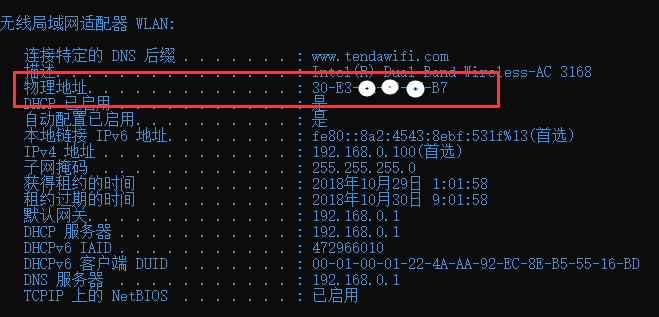 无线局域网适配器 WLAN:
连接特定的 DNS 后缀 . . . . . . . : www.tendawifi.com
描述. . . . . . . . . . . . . . . : Intel(R) Dual Band Wireless-AC 3168
物理地址. . . . . . . . . . . . . : 30-E3- -B7
DHCP 已启用 . . . . . . . . . . . : 是
自动配置已启用. . . . . . . . . . : 是
本地链接 IPv6 地址. . . . . . . . : fe80::8a2:4543:8ebf:531f%13(首选)
IPv4 地址 . . . . . . . . . . . . : 192.168.0.100(首选)
子网掩码 . . . . . . . . . . . . : 255.255.255.0
获得租约的时间 . . . . . . . . . : 2018年10月29日 1:01:58
租约过期的时间 . . . . . . . . . : 2018年10月30日 9:01:58
默认网关. . . . . . . . . . . . . : 192.168.0.1
DHCP 服务器 . . . . . . . . . . . : 192.168.0.1
DHCPv6 IAID . . . . . . . . . . . : 472966010
DHCPv6 客户端 DUID . . . . . . . : 00-01-00-01-22-4A-AA-92-EC-8E-B5-55-16-BD
DNS 服务器 . . . . . . . . . . . : 192.168.0.1
TCPIP 上的 NetBIOS . . . . . . . : 已启用